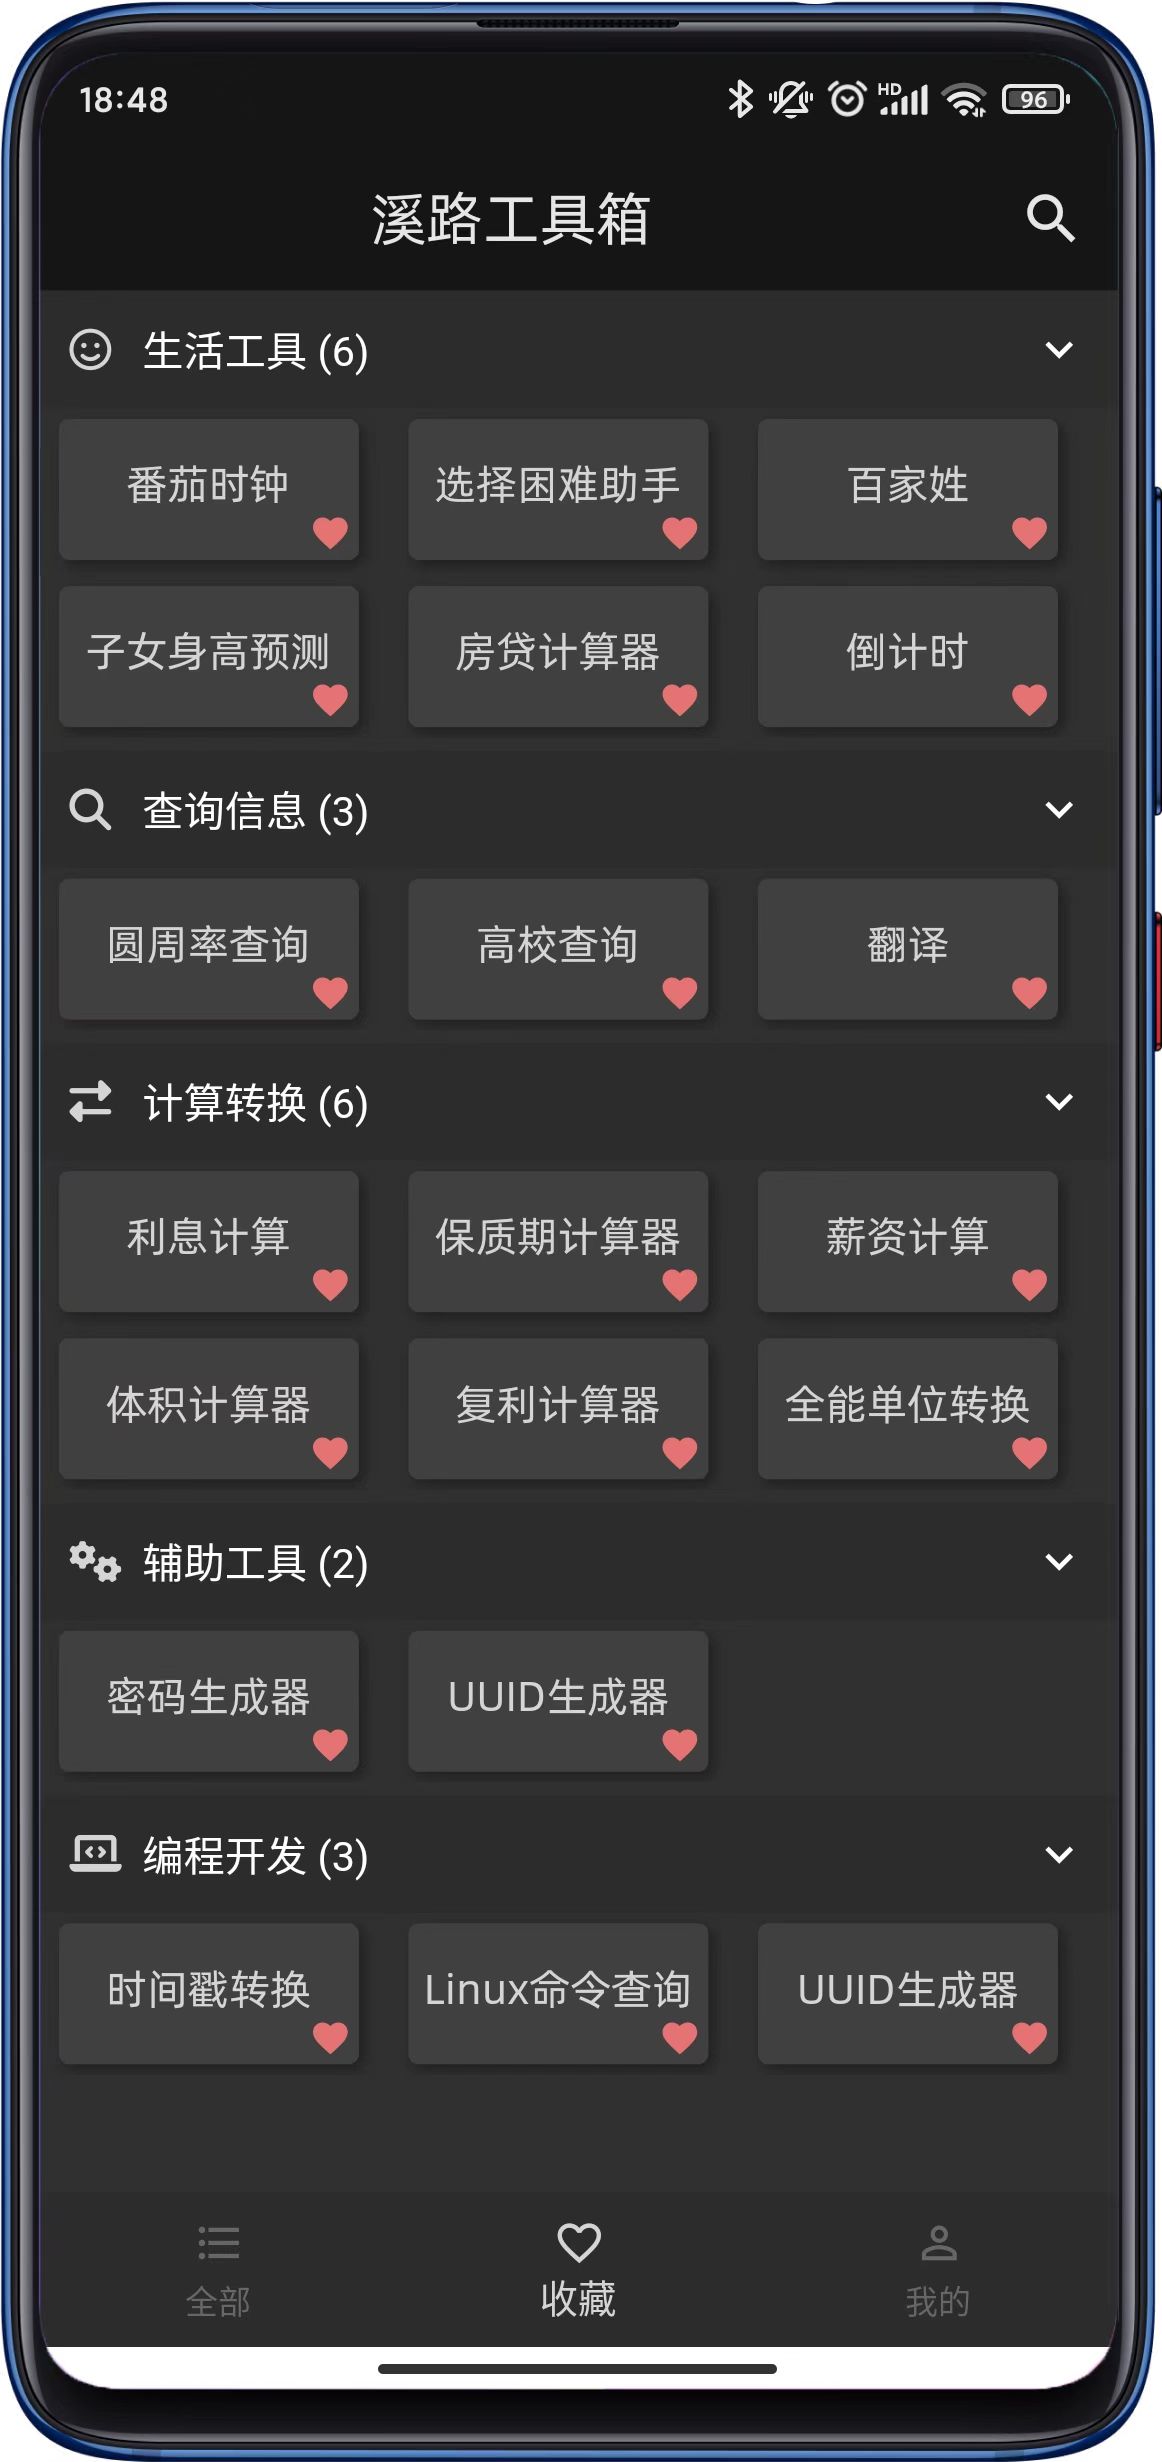 18:48
HD
96
溪路工具箱
生活工具 (6)
番茄时钟
选择困难助手
百家姓
子女身高预测
房贷计算器
倒计时
查询信息 (3)
圆周率查询
高校查询
翻译
计算转换 (6)
利息计算
保质期计算器
薪资计算
体积计算器
复利计算器
全能单位转换
辅助工具 (2)
密码生成器
UUID生成器
编程开发 (3)
时间戳转换
Linux命令查询
UUID生成器
全部
收藏
我的